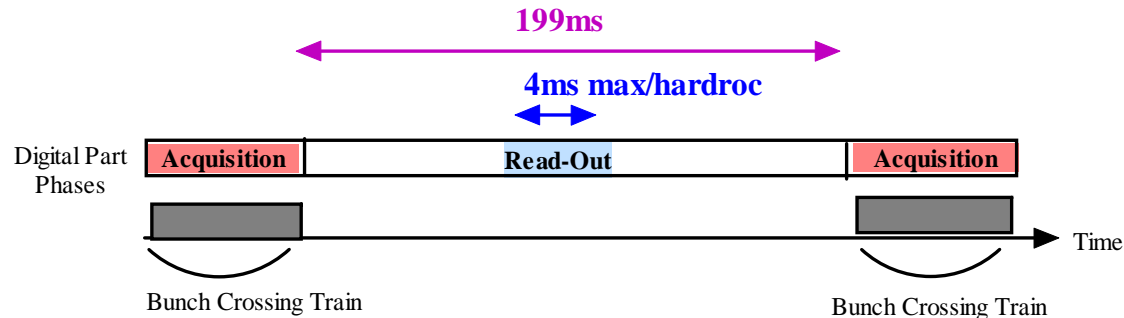 199ms
4ms max/hardroc
Digital Part
Phases
Acquisition
Read-Out
Acquisition
Time
Bunch Crossing Train
Bunch Crossing Train